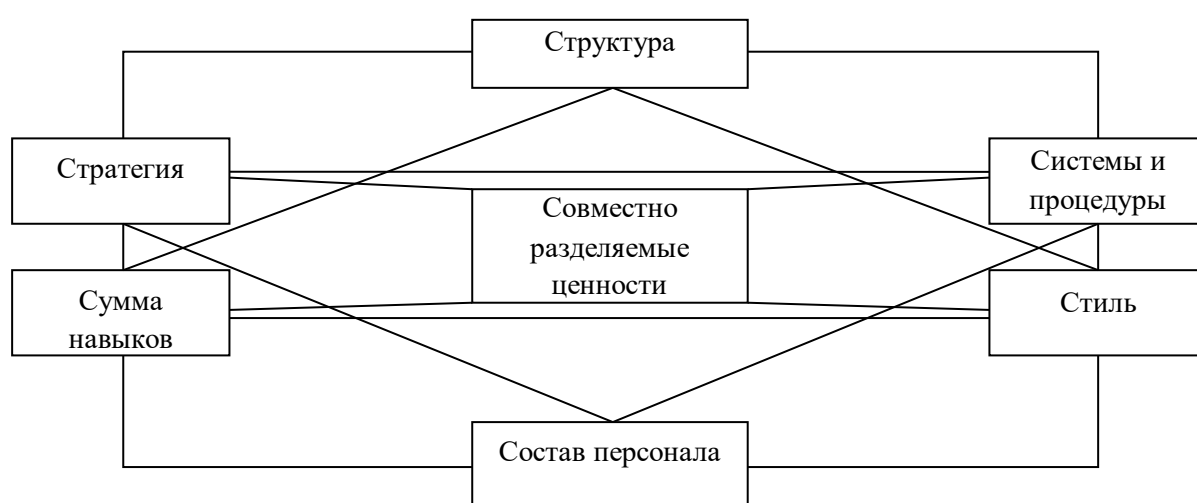 Структура
Стратегия
Системы и
процедуры
Совместно
разделяемые
ценности
Сумма
навыков
Стиль
Состав персонала